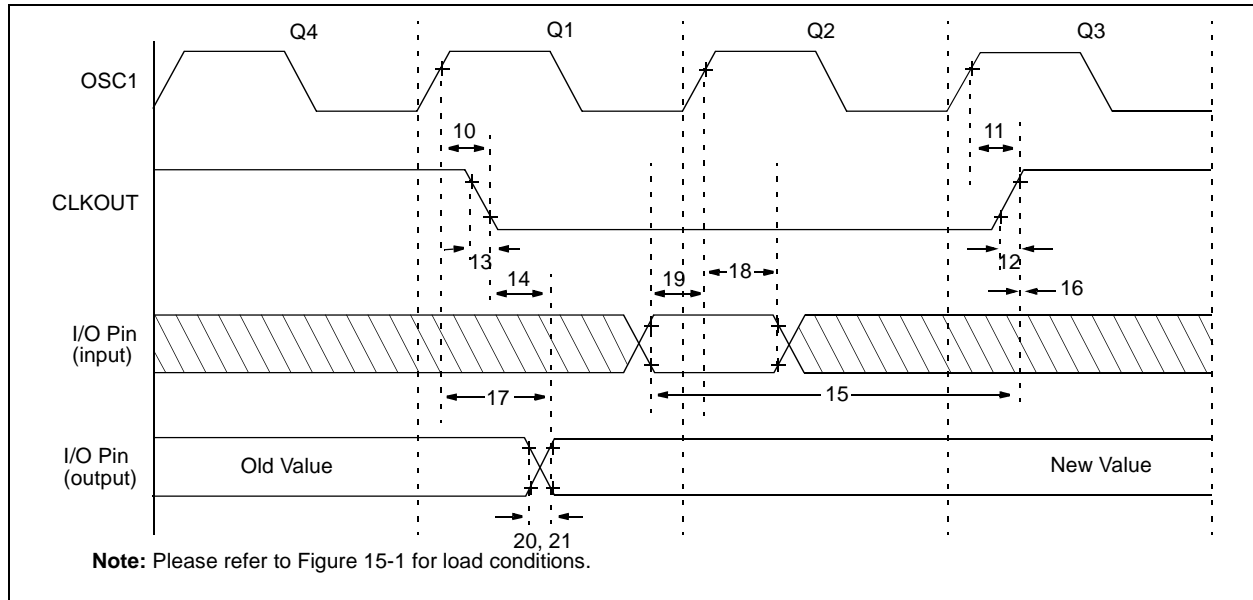 Q4 Q1 Q2 Q3
OSC1
10 11
CLKOUT
13 12
14 19 18 16
I/O Pin
(input)
17 15
I/O Pin
(output)
Old Value New Value
20, 21
Note: Please refer to Figure 15-1 for load conditions.